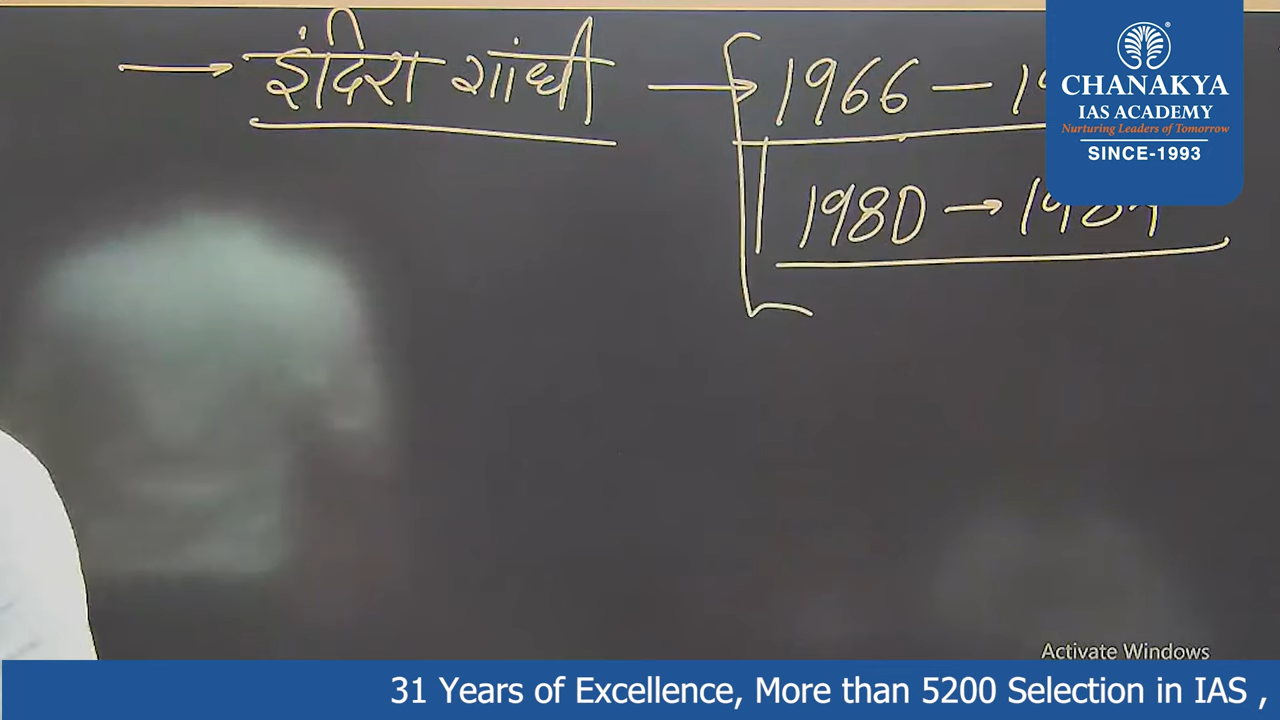 → इंदिरा गांधी → 1966 – 19
1980 → 1984
CHANAKYA
IAS ACADEMY
Nurturing Leaders of Tomorrow
SINCE-1993
Activate Windows
31 Years of Excellence, More than 5200 Selection in IAS ,